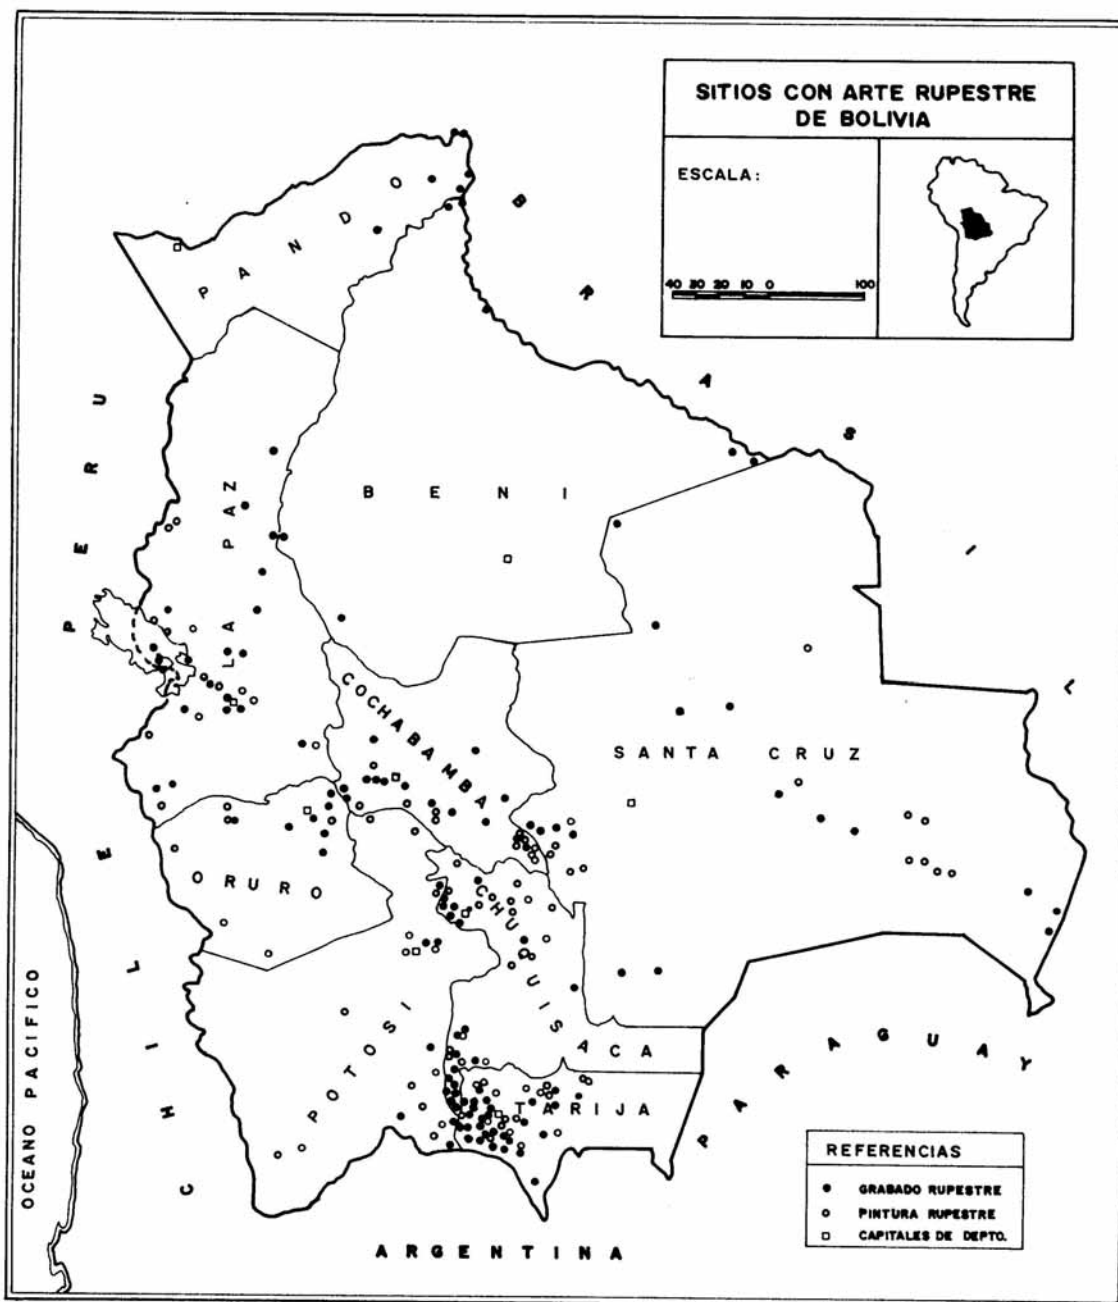 SITIOS CON ARTE RUPESTRE
DE BOLIVIA
ESCALA:
40 30 20 10 0 100
PANDO
BRASIL
PERU
LA PAZ
BENI
COCHABAMBA
SANTA CRUZ
ORURO
CHUQUISACA
POTOSI
TARIJA
CHILE
PARAGUAY
OCEANO PACIFICO
ARGENTINA
REFERENCIAS
GRABADO RUPESTRE
PINTURA RUPESTRE
CAPITALES DE DEPTO.